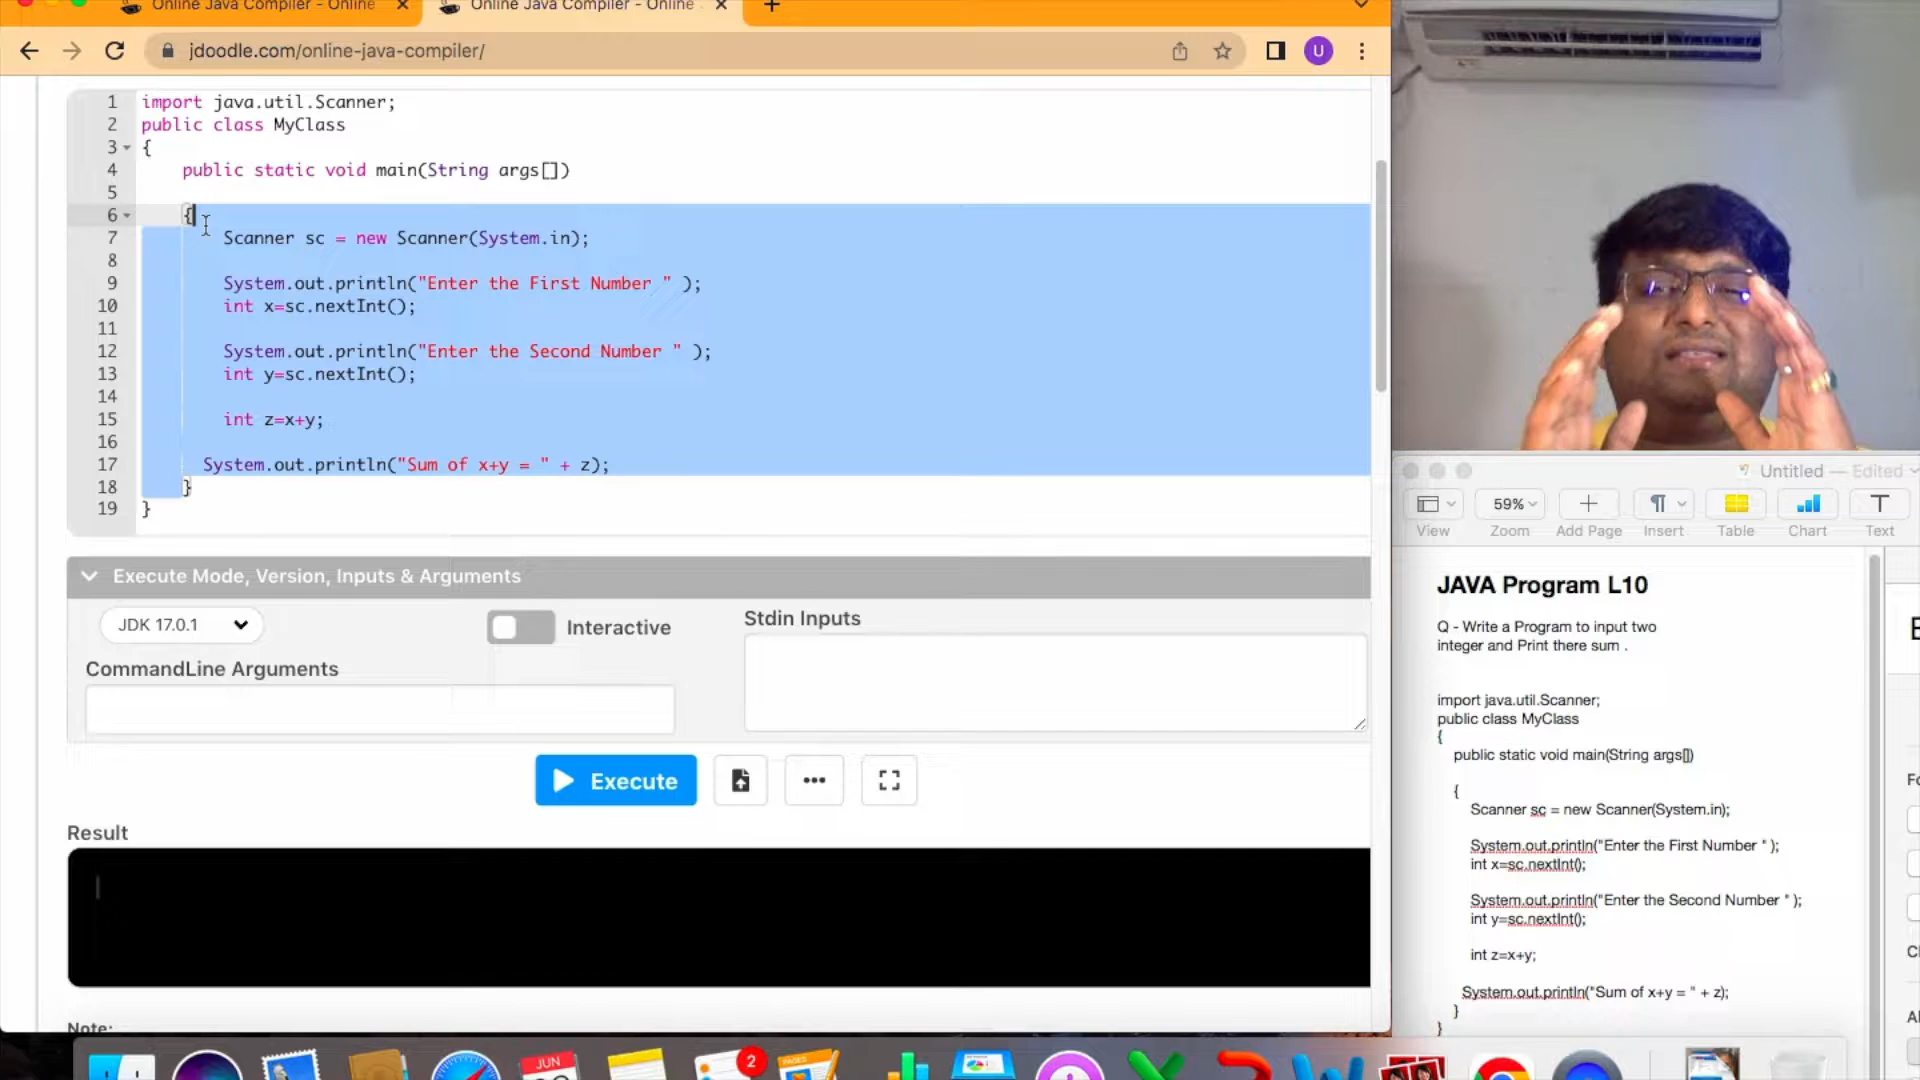 Online Java Compiler - Online
Online Java Compiler - Online
jdoodle.com/online-java-compiler/
U
1 import java.util.Scanner;
2 public class MyClass
3 {
4 public static void main(String args[])
5
6 {
7 Scanner sc = new Scanner(System.in);
8
9 System.out.println("Enter the First Number " );
10 int x=sc.nextInt();
11
12 System.out.println("Enter the Second Number " );
13 int y=sc.nextInt();
14
15 int z=x+y;
16
17 System.out.println("Sum of x+y = " + z);
18 }
19 }
Execute Mode, Version, Inputs & Arguments
JDK 17.0.1
Interactive
Stdin Inputs
CommandLine Arguments
Execute
Result
Note:
Untitled — Edited
59%
View Zoom Add Page Insert Table Chart Text
JAVA Program L10
Q - Write a Program to input two
integer and Print there sum .
import java.util.Scanner;
public class MyClass
{
public static void main(String args[])
{
Scanner sc = new Scanner(System.in);
System.out.println("Enter the First Number " );
int x=sc.nextInt();
System.out.println("Enter the Second Number " );
int y=sc.nextInt();
int z=x+y;
System.out.println("Sum of x+y = " + z);
}
}
JUN
2
PAGES